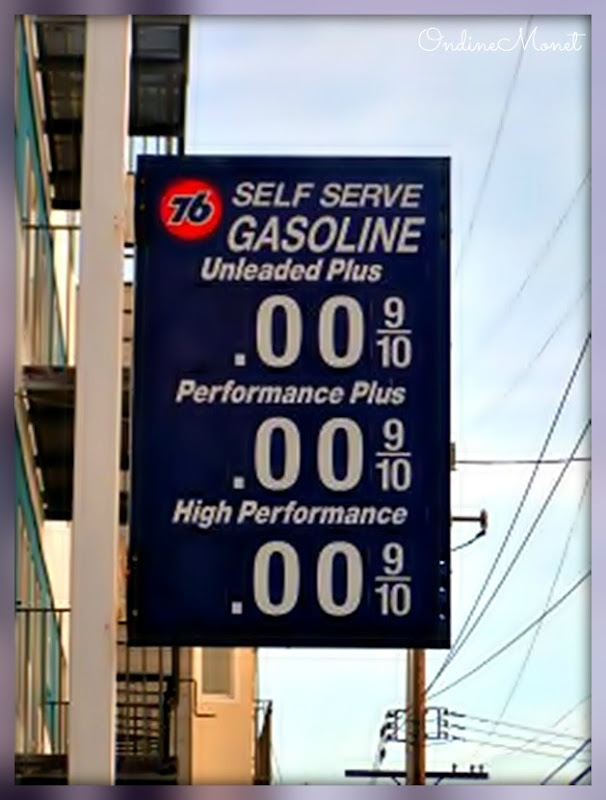 OndineMonet
76
SELF SERVE
GASOLINE
Unleaded Plus
.00 9/10
Performance Plus
.00 9/10
High Performance
.00 9/10